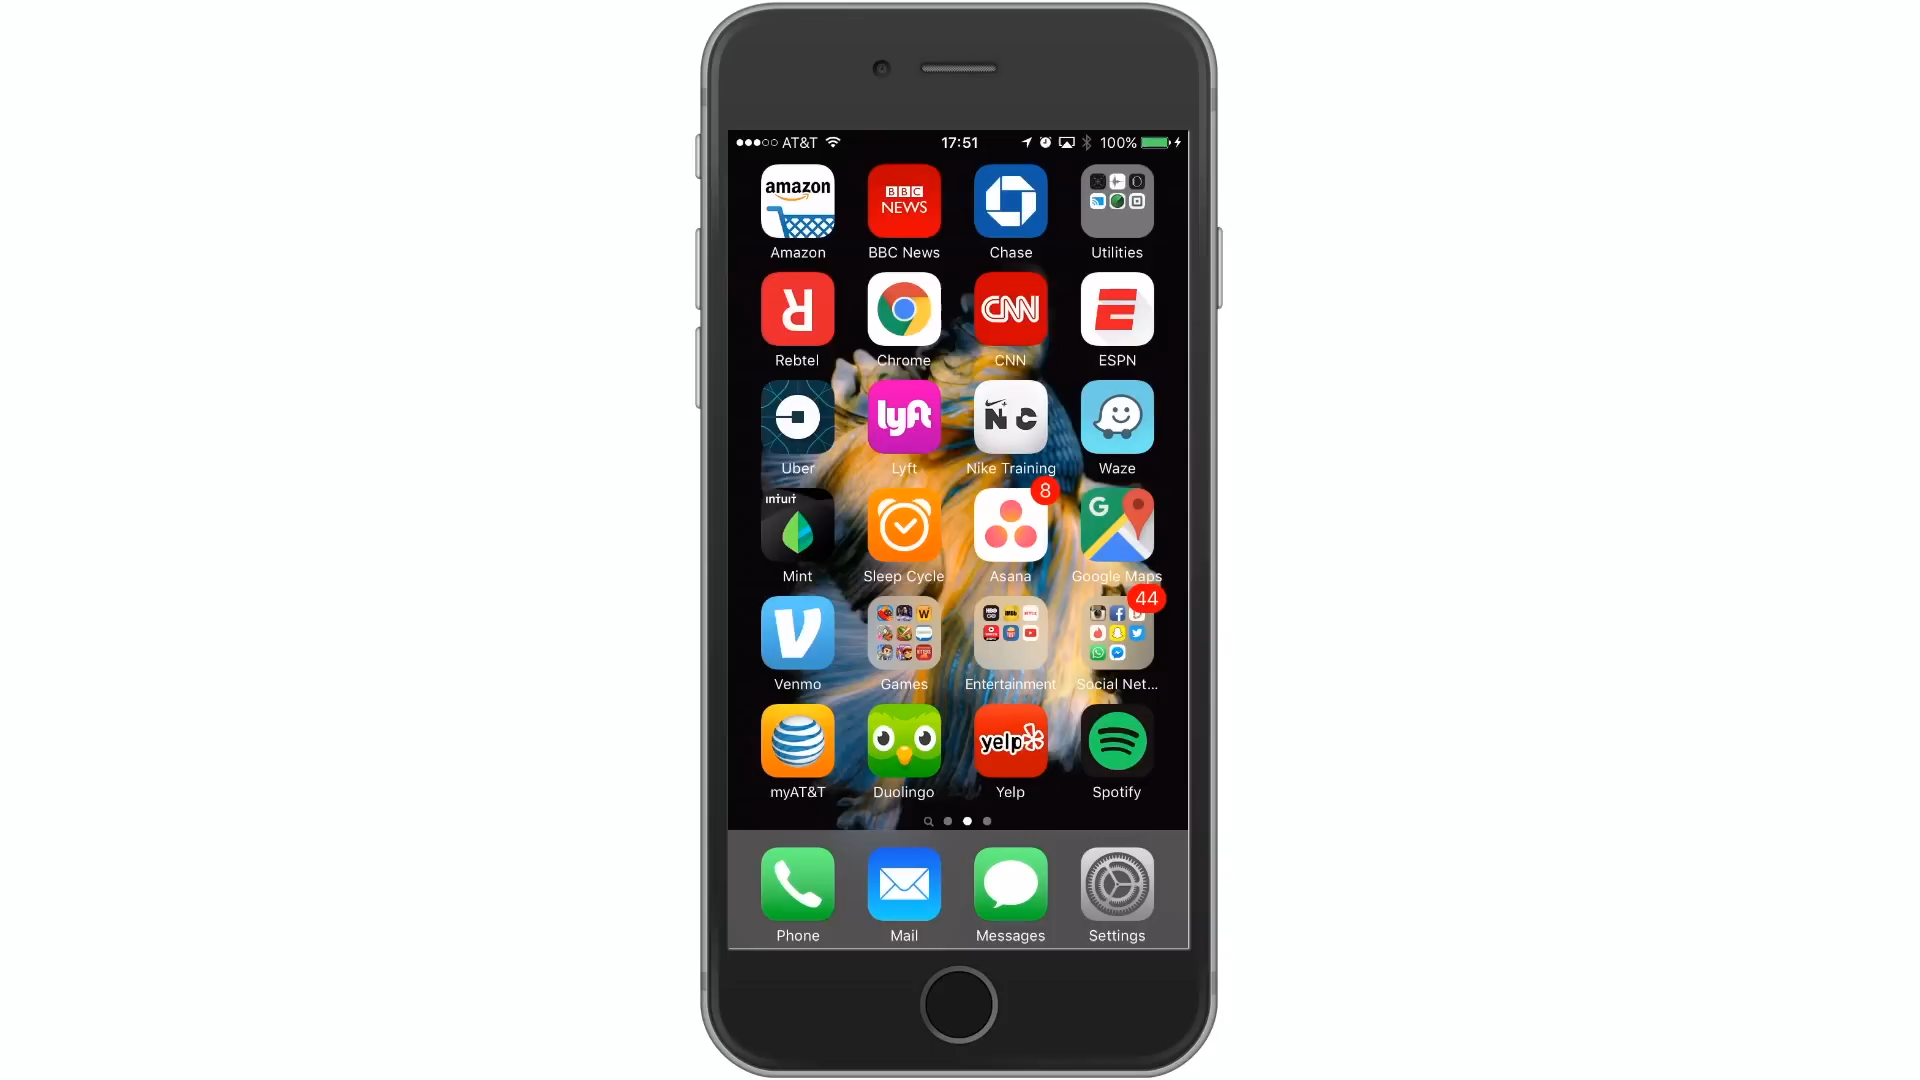 AT&T 17:51 100%
amazon BBC NEWS
Amazon BBC News Chase Utilities
R CNN E
Rebtel Chrome CNN ESPN
lyft N+C
Uber Lyft Nike Training Waze
intuit 8 G
Mint Sleep Cycle Asana Google Maps
44
Venmo Games Entertainment Social Net...
yelp
myAT&T Duolingo Yelp Spotify
Phone Mail Messages Settings